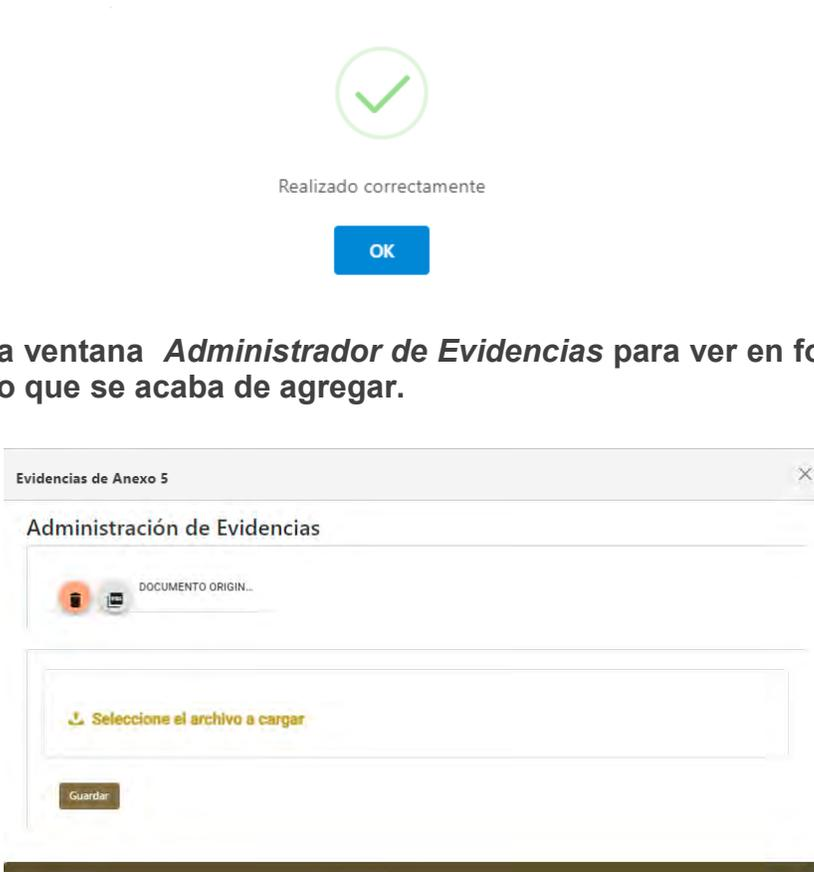 Realizado correctamente
OK
a ventana Administrador de Evidencias para ver en fo
o que se acaba de agregar.
Evidencias de Anexo 5
Administración de Evidencias
DOCUMENTO ORIGIN...
Seleccione el archivo a cargar
Guardar